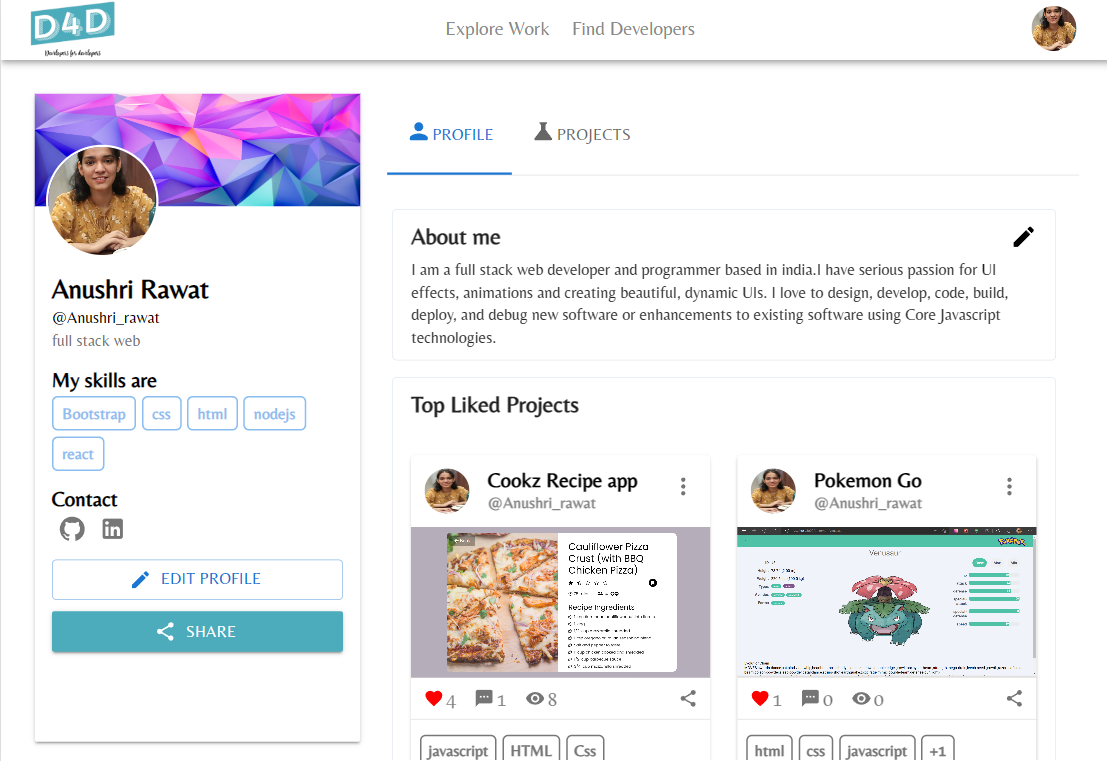 D4D
Developers for developers
Explore Work Find Developers
PROFILE PROJECTS
Anushri Rawat
@Anushri_rawat
full stack web
My skills are
Bootstrap css html nodejs
react
Contact
EDIT PROFILE
SHARE
About me
I am a full stack web developer and programmer based in india.I have serious passion for UI
effects, animations and creating beautiful, dynamic UIs. I love to design, develop, code, build,
deploy, and debug new software or enhancements to existing software using Core Javascript
technologies.
Top Liked Projects
Cookz Recipe app
@Anushri_rawat
Cauliflower Pizza
Crust (with BBQ
Chicken Pizza)
Recipe Ingredients
4 1 8
javascript HTML Css
Pokemon Go
@Anushri_rawat
Venusaur
1 0 0
html css javascript +1